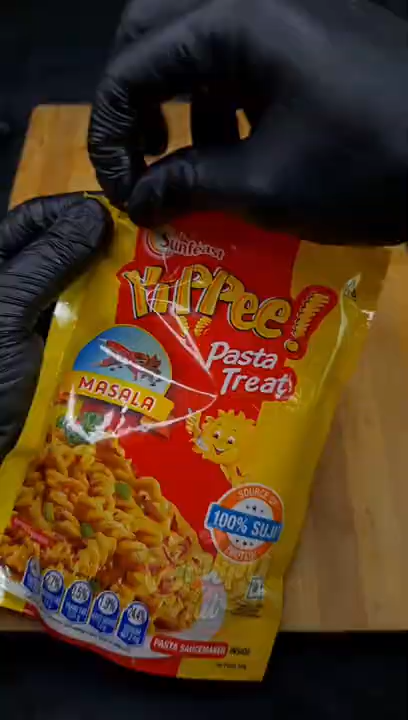 Sunfeast
YiPPee!
Pasta
Treat
MASALA
SOURCE OF
100% SUJI
PROTEIN
PASTA SAUCEMAKER INSIDE